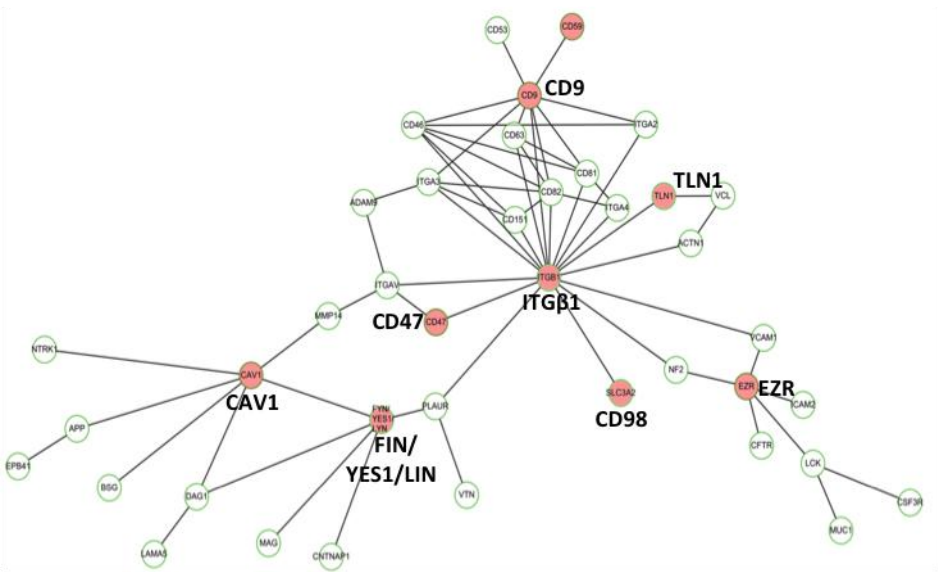 CD53
CD59
CD9
CD9
CD46
CD63
ITGA2
CD81
ITGA3
CD82
TLN1
TLN1
VCL
ADAM9
CD151
ITGA4
ACTN1
ITGB1
ITGβ1
ITGAV
CD47
CD47
MMP14
VCAM1
NTRK1
CAV1
CAV1
NF2
EZR
EZR
ICAM2
SLC3A2
CD98
PLAUR
FYN/
YES1/
LYN
FIN/
YES1/LIN
APP
EPB41
BSG
DAG1
VTN
CFTR
LCK
CSF3R
MUC1
MAG
CNTNAP1
LAMA5